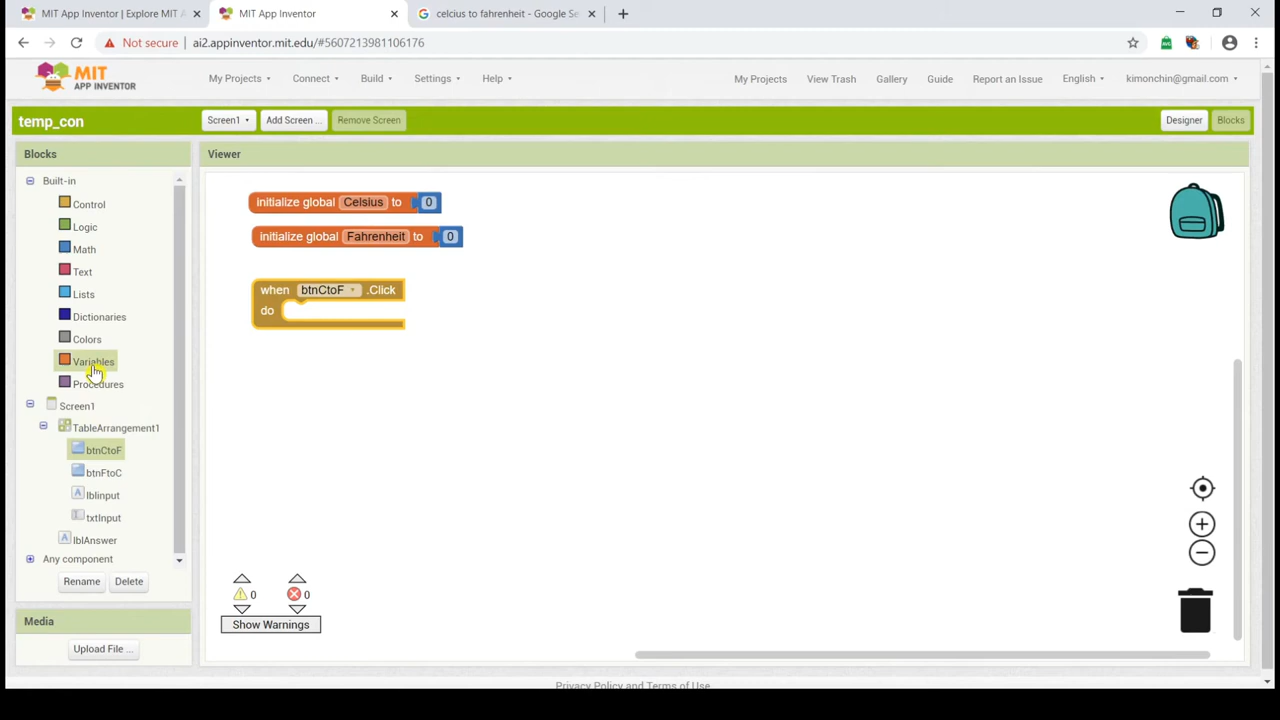 MIT App Inventor | Explore MIT A
MIT App Inventor
celcius to fahrenheit - Google Se
Not secure | ai2.appinventor.mit.edu/#5607213981106176
MIT
APP INVENTOR
My Projects
Connect
Build
Settings
Help
My Projects
View Trash
Gallery
Guide
Report an Issue
English
kimonchin@gmail.com
temp_con
Screen1
Add Screen ...
Remove Screen
Designer
Blocks
Blocks
Built-in
Control
Logic
Math
Text
Lists
Dictionaries
Colors
Variables
Procedures
Screen1
TableArrangement1
btnCtoF
btnFtoC
lblinput
txtInput
lblAnswer
Any component
Rename
Delete
Media
Upload File ...
Viewer
initialize global Celsius to 0
initialize global Fahrenheit to 0
when btnCtoF .Click
do
0
0
Show Warnings
Privacy Policy and Terms of Use